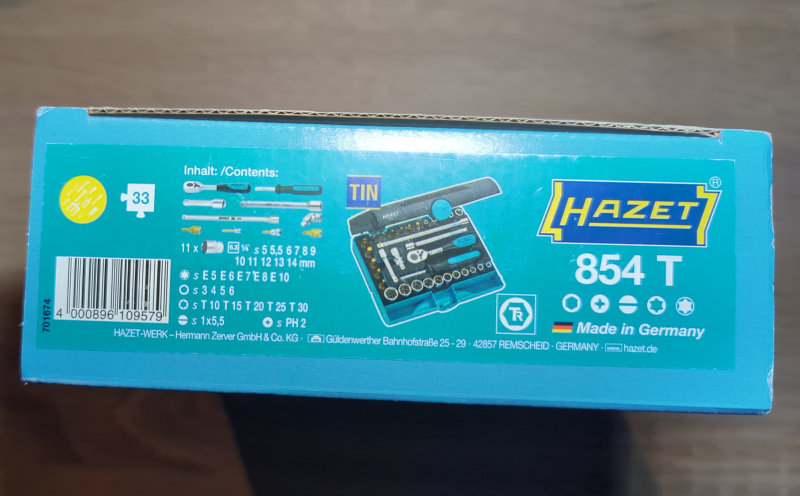 Inhalt: /Contents:
33
TIN
HAZET
HAZET®
854 T
11 x 6.3 ¼" s 5 5,5 6 7 8 9
10 11 12 13 14 mm
s E5 E6 E7 E8 E10
s 3 4 5 6
s T10 T15 T20 T25 T30
s 1x5,5 s PH2
TR
Made in Germany
701674
4 000896 109579
HAZET-WERK – Hermann Zerver GmbH & Co. KG · Güldenwerther Bahnhofstraße 25 - 29 · 42857 REMSCHEID · GERMANY · hazet.de